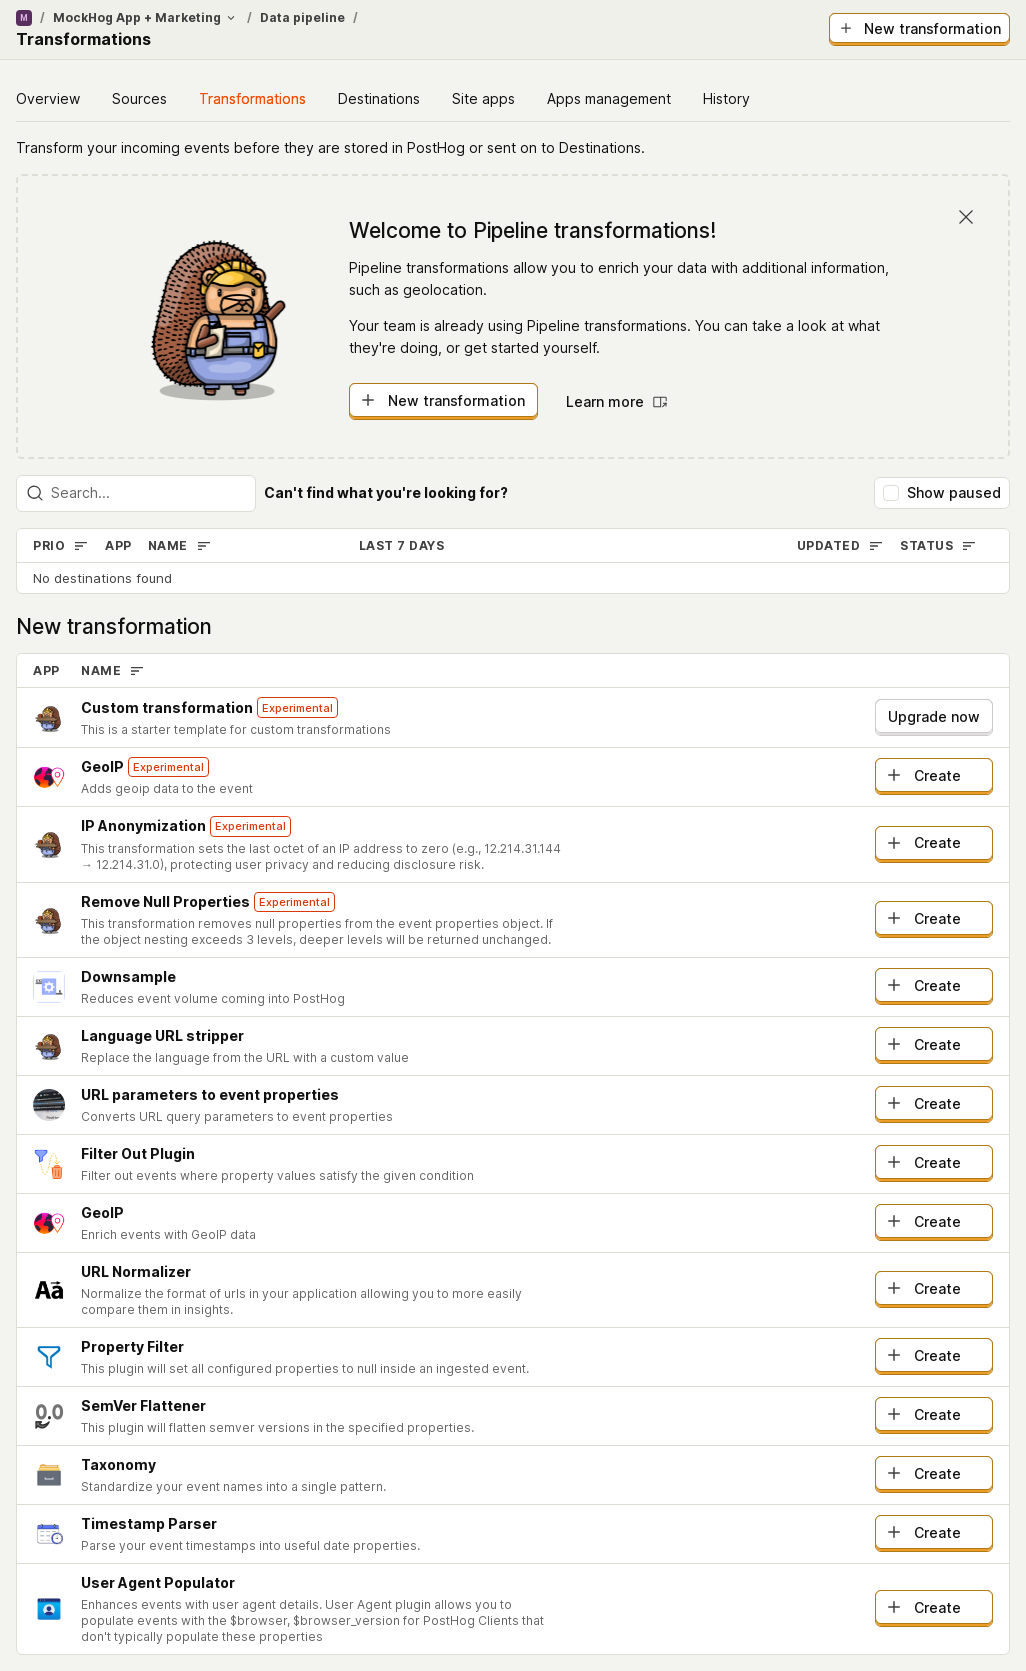 M / MockHog App + Marketing / Data pipeline /
Transformations
New transformation
Overview Sources Transformations Destinations Site apps Apps management History
Transform your incoming events before they are stored in PostHog or sent on to Destinations.
Welcome to Pipeline transformations!
Pipeline transformations allow you to enrich your data with additional information,
such as geolocation.
Your team is already using Pipeline transformations. You can take a look at what
they're doing, or get started yourself.
New transformation Learn more
Search... Can't find what you're looking for? Show paused
PRIO APP NAME LAST 7 DAYS UPDATED STATUS
No destinations found
New transformation
APP NAME
Custom transformation Experimental
This is a starter template for custom transformations
Upgrade now
GeoIP Experimental
Adds geoip data to the event
Create
IP Anonymization Experimental
This transformation sets the last octet of an IP address to zero (e.g., 12.214.31.144
→ 12.214.31.0), protecting user privacy and reducing disclosure risk.
Create
Remove Null Properties Experimental
This transformation removes null properties from the event properties object. If
the object nesting exceeds 3 levels, deeper levels will be returned unchanged.
Create
Downsample
Reduces event volume coming into PostHog
Create
Language URL stripper
Replace the language from the URL with a custom value
Create
URL parameters to event properties
Converts URL query parameters to event properties
Create
Filter Out Plugin
Filter out events where property values satisfy the given condition
Create
GeoIP
Enrich events with GeoIP data
Create
Aa
URL Normalizer
Normalize the format of urls in your application allowing you to more easily
compare them in insights.
Create
Property Filter
This plugin will set all configured properties to null inside an ingested event.
Create
0.0
SemVer Flattener
This plugin will flatten semver versions in the specified properties.
Create
Taxonomy
Standardize your event names into a single pattern.
Create
Timestamp Parser
Parse your event timestamps into useful date properties.
Create
User Agent Populator
Enhances events with user agent details. User Agent plugin allows you to
populate events with the $browser, $browser_version for PostHog Clients that
don't typically populate these properties
Create